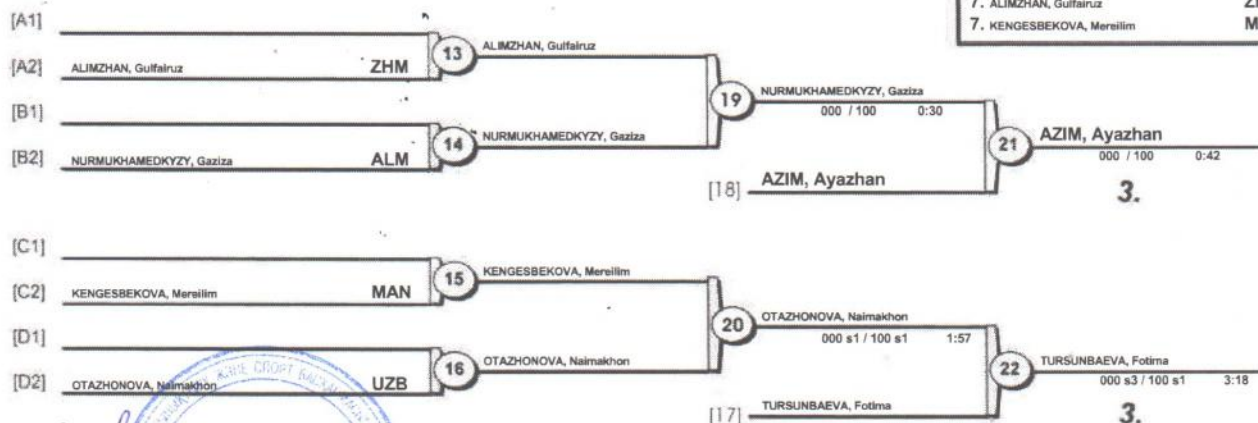 7. ALIMZHAN, Gulfairuz
7. KENGESBEKOVA, Mereilim
[A1]
[A2] ALIMZHAN, Gulfairuz ZHM
13 ALIMZHAN, Gulfairuz
[B1]
[B2] NURMUKHAMEDKYZY, Gaziza ALM
14 NURMUKHAMEDKYZY, Gaziza
19 NURMUKHAMEDKYZY, Gaziza
000 / 100 0:30
[18] AZIM, Ayazhan
21 AZIM, Ayazhan
000 / 100 0:42
3.
[C1]
[C2] KENGESBEKOVA, Mereilim MAN
15 KENGESBEKOVA, Mereilim
[D1]
[D2] OTAZHONOVA, Naimakhon UZB
16 OTAZHONOVA, Naimakhon
20 OTAZHONOVA, Naimakhon
000 s1 / 100 s1 1:57
[17] TURSUNBAEVA, Fotima
22 TURSUNBAEVA, Fotima
000 s3 / 100 s1 3:18
3.